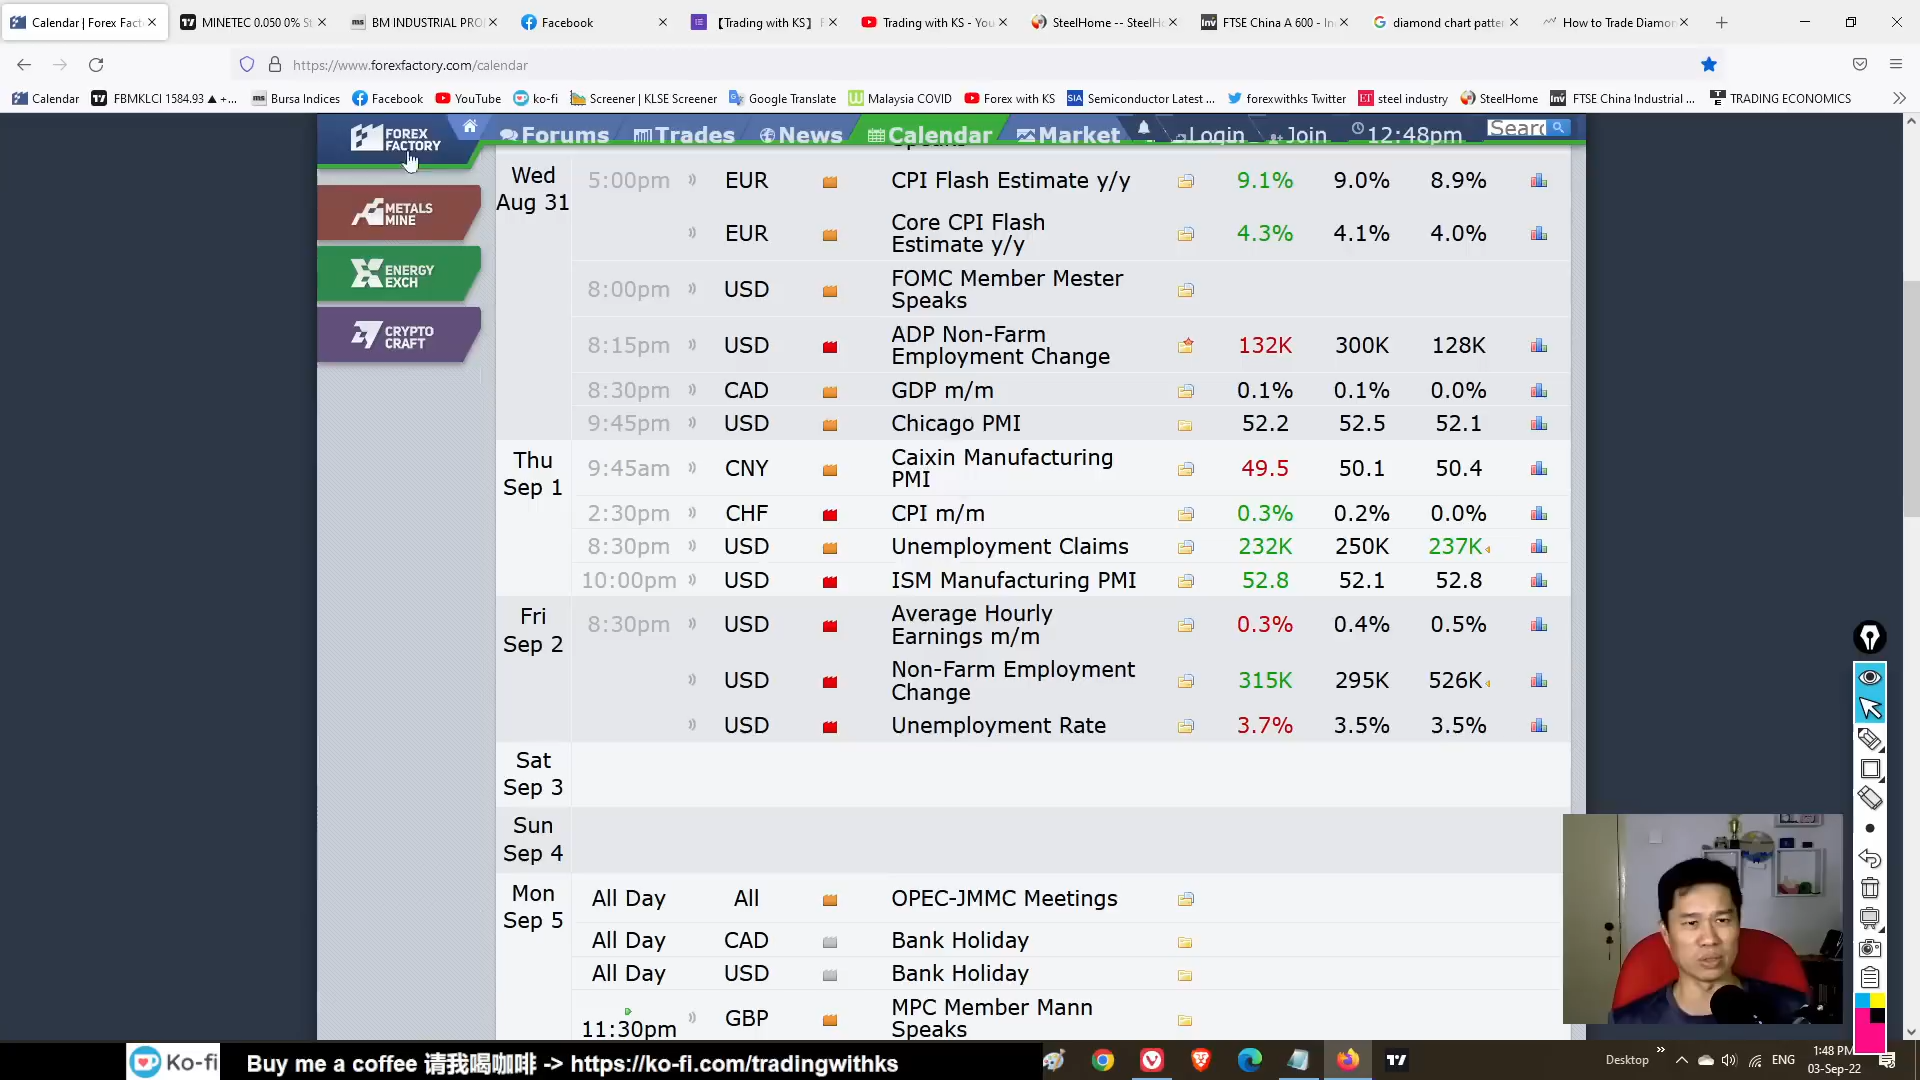 Calendar | Forex Fact
MINETEC 0.050 0% S
BM INDUSTRIAL PRO
Facebook
【Trading with KS】
Trading with KS - You
SteelHome -- SteelH
FTSE China A 600 - In
diamond chart patter
How to Trade Diamon
https://www.forexfactory.com/calendar
Calendar
FBMKLCI 1584.93 ▲ +...
Bursa Indices
Facebook
YouTube
ko-fi
Screener | KLSE Screener
Google Translate
Malaysia COVID
Forex with KS
Semiconductor Latest ...
forexwithks Twitter
steel industry
SteelHome
FTSE China Industrial ...
TRADING ECONOMICS
FOREX
FACTORY
Forums
Trades
News
Calendar
Market
Login
Join
12:48pm
Searc
METALS
MINE
ENERGY
EXCH
CRYPTO
CRAFT
Speaks
Wed
Aug 31
5:00pm EUR CPI Flash Estimate y/y 9.1% 9.0% 8.9%
EUR Core CPI Flash
Estimate y/y 4.3% 4.1% 4.0%
8:00pm USD FOMC Member Mester
Speaks
8:15pm USD ADP Non-Farm
Employment Change 132K 300K 128K
8:30pm CAD GDP m/m 0.1% 0.1% 0.0%
9:45pm USD Chicago PMI 52.2 52.5 52.1
Thu
Sep 1
9:45am CNY Caixin Manufacturing
PMI 49.5 50.1 50.4
2:30pm CHF CPI m/m 0.3% 0.2% 0.0%
8:30pm USD Unemployment Claims 232K 250K 237K
10:00pm USD ISM Manufacturing PMI 52.8 52.1 52.8
Fri
Sep 2
8:30pm USD Average Hourly
Earnings m/m 0.3% 0.4% 0.5%
USD Non-Farm Employment
Change 315K 295K 526K
USD Unemployment Rate 3.7% 3.5% 3.5%
Sat
Sep 3
Sun
Sep 4
Mon
Sep 5
All Day All OPEC-JMMC Meetings
All Day CAD Bank Holiday
All Day USD Bank Holiday
11:30pm GBP MPC Member Mann
Speaks
Ko-fi
Buy me a coffee 请我喝咖啡 -> https://ko-fi.com/tradingwithks
Desktop
ENG
1:48 PM
03-Sep-22